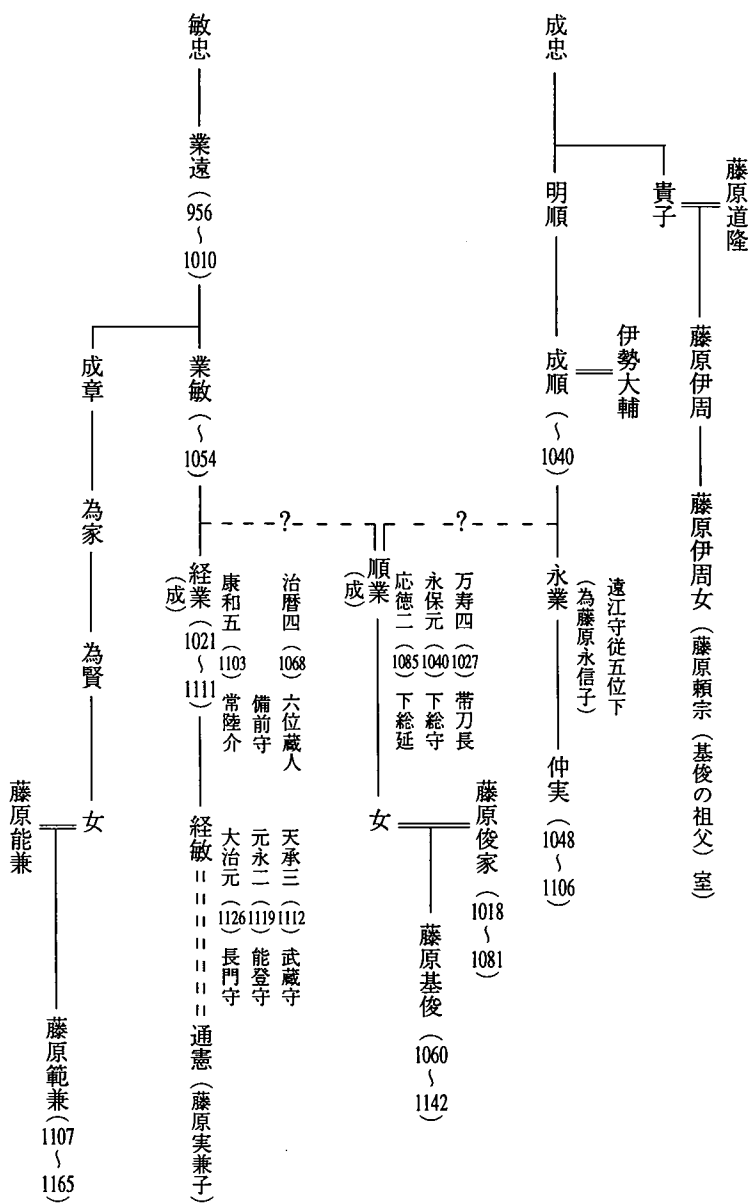 藤原道隆
藤原伊周
藤原伊周女（藤原頼宗（基俊の祖父）室）
貴子
成忠
明順
成順（～1040）
伊勢大輔
永業
遠江守従五位下
（為藤原永信子）
仲実（1048～1106）
?
?
順業
（成）
万寿四（1027）帯刀長
永保元（1040）下総守
応徳二（1085）下総延
女
藤原俊家（1018～1081）
藤原基俊（1060～1142）
敏忠
業遠（956～1010）
業敏（～1054）
経業（1021～1111）
（成）
治暦四（1068）六位蔵人
備前守
康和五（1103）常陸介
経敏
天承三（1112）武蔵守
元永二（1119）能登守
大治元（1126）長門守
通憲（藤原実兼子）
成章
為家
為賢
女
藤原能兼
藤原範兼（1107～1165）